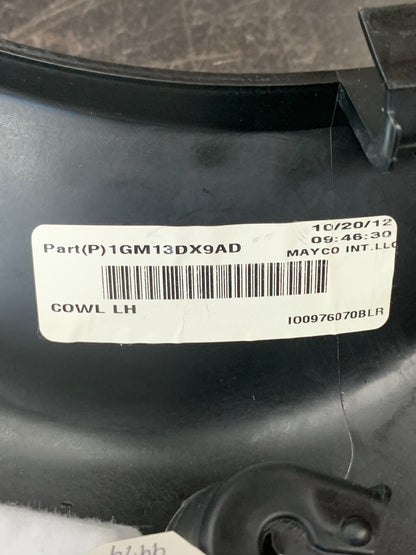 10/20/12
09:46:30
Part(P)1GM13DX9AD
MAYCO INT.LLC
COWL LH
I00976070BLR